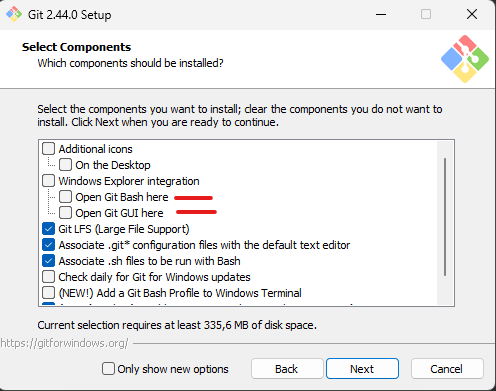 Git 2.44.0 Setup
Select Components
Which components should be installed?
Select the components you want to install; clear the components you do not want to
install. Click Next when you are ready to continue.
Additional icons
On the Desktop
Windows Explorer integration
Open Git Bash here
Open Git GUI here
Git LFS (Large File Support)
Associate .git* configuration files with the default text editor
Associate .sh files to be run with Bash
Check daily for Git for Windows updates
(NEW!) Add a Git Bash Profile to Windows Terminal
Current selection requires at least 335,6 MB of disk space.
https://gitforwindows.org/
Only show new options
Back
Next
Cancel